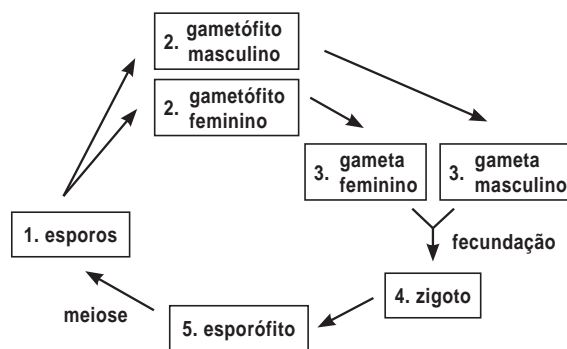 2. gametófito
masculino
2. gametófito
feminino
3. gameta
feminino
3. gameta
masculino
1. esporos
fecundação
4. zigoto
meiose
5. esporófito